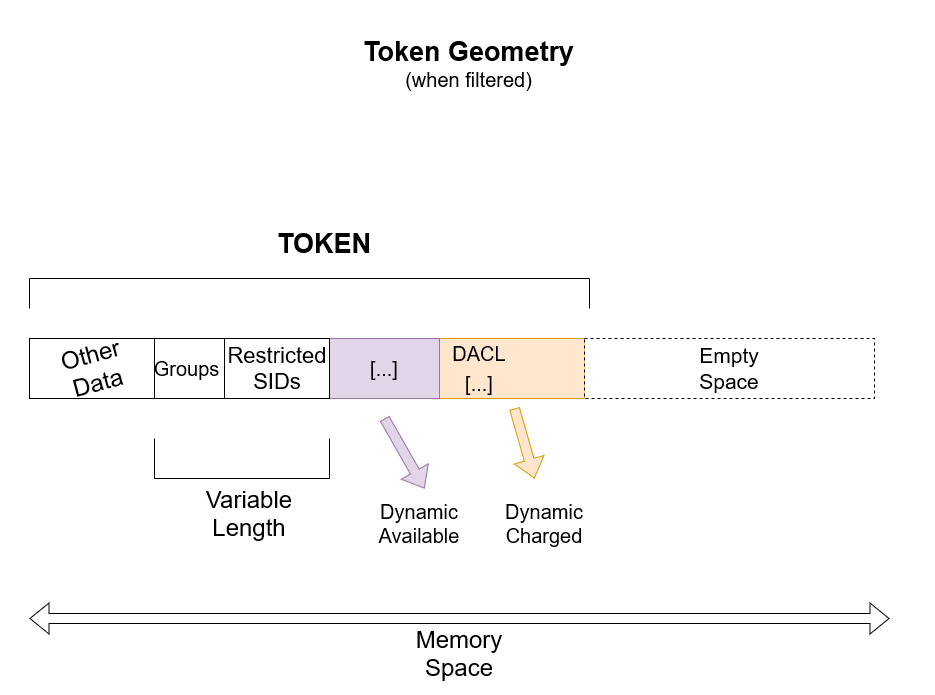 Token Geometry
(when filtered)
TOKEN
Other
Data
Groups
Restricted
SIDs
[...]
DACL
[...]
Empty
Space
Variable
Length
Dynamic
Available
Dynamic
Charged
Memory
Space